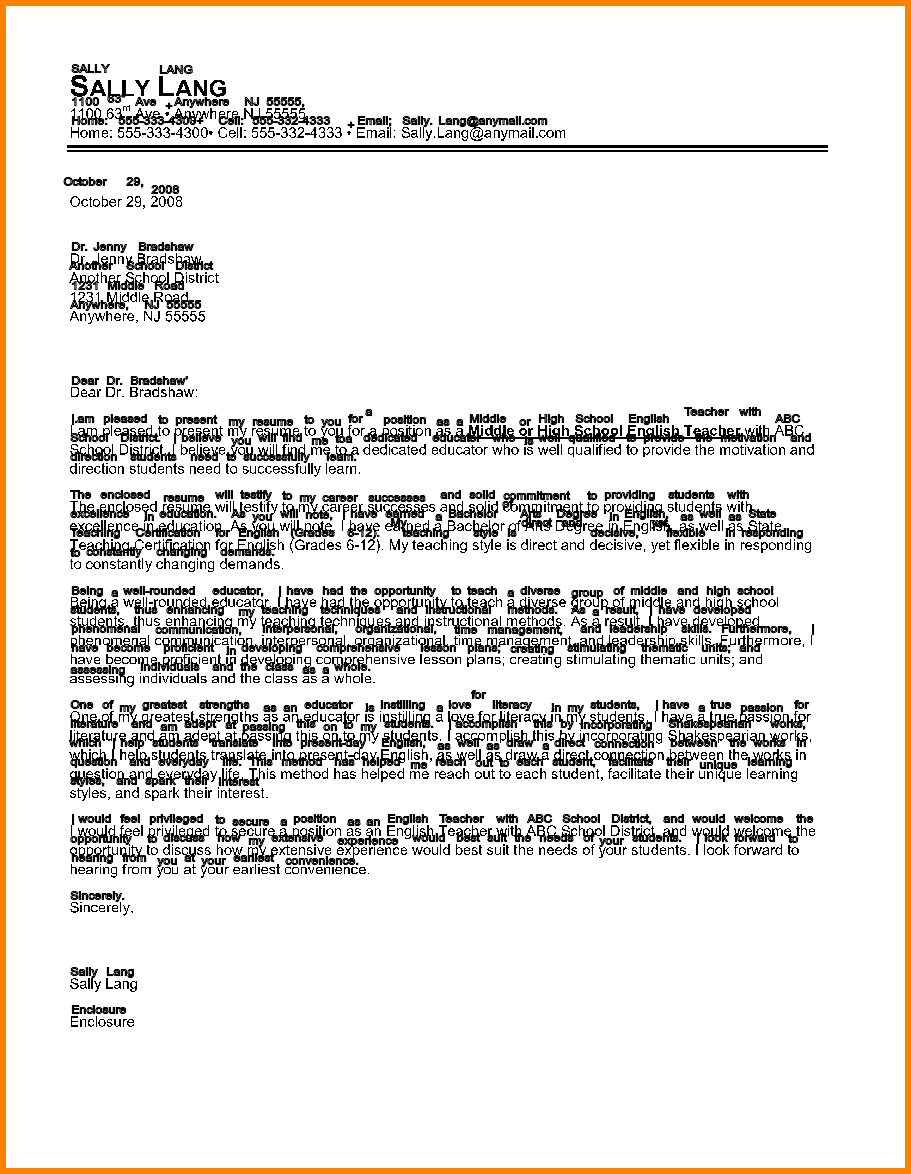 SALLY LANG
1100 63rd Ave • Anywhere NJ 55555
Home: 555-333-4300• Cell: 555-332-4333 • Email: Sally.Lang@anymail.com
October 29, 2008
Dr. Jenny Bradshaw
Another School District
1231 Middle Road
Anywhere, NJ 55555
Dear Dr. Bradshaw:
I am pleased to present my resume to you for a position as a Middle or High School English Teacher with ABC
School District. I believe you will find me to a dedicated educator who is well qualified to provide the motivation and
direction students need to successfully learn.
The enclosed resume will testify to my career successes and solid commitment to providing students with
excellence in education. As you will note, I have earned a Bachelor of Arts Degree in English, as well as State
Teaching Certification for English (Grades 6-12). My teaching style is direct and decisive, yet flexible in responding
to constantly changing demands.
Being a well-rounded educator, I have had the opportunity to teach a diverse group of middle and high school
students, thus enhancing my teaching techniques and instructional methods. As a result, I have developed
phenomenal communication, interpersonal, organizational, time management, and leadership skills. Furthermore, I
have become proficient in developing comprehensive lesson plans; creating stimulating thematic units; and
assessing individuals and the class as a whole.
One of my greatest strengths as an educator is instilling a love for literacy in my students. I have a true passion for
literature and am adept at passing this on to my students. I accomplish this by incorporating Shakespearian works,
which I help students translate into present-day English, as well as draw a direct connection between the works in
question and everyday life. This method has helped me reach out to each student, facilitate their unique learning
styles, and spark their interest.
I would feel privileged to secure a position as an English Teacher with ABC School District, and would welcome the
opportunity to discuss how my extensive experience would best suit the needs of your students. I look forward to
hearing from you at your earliest convenience.
Sincerely,
Sally Lang
Enclosure